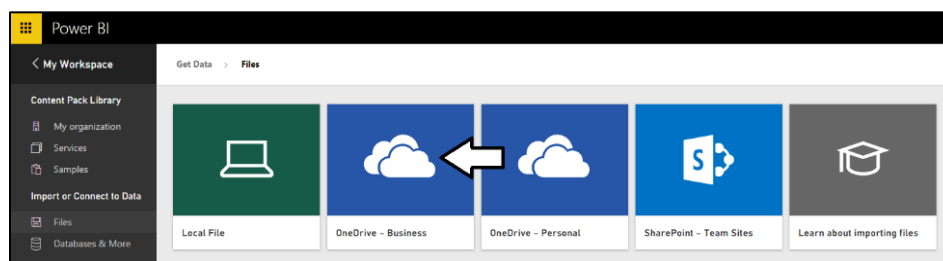 Power BI
< My Workspace
Get Data > Files
Content Pack Library
My organization
Services
Samples
Import or Connect to Data
Files
Databases & More
Local File
OneDrive – Business
OneDrive – Personal
S
SharePoint – Team Sites
Learn about importing files